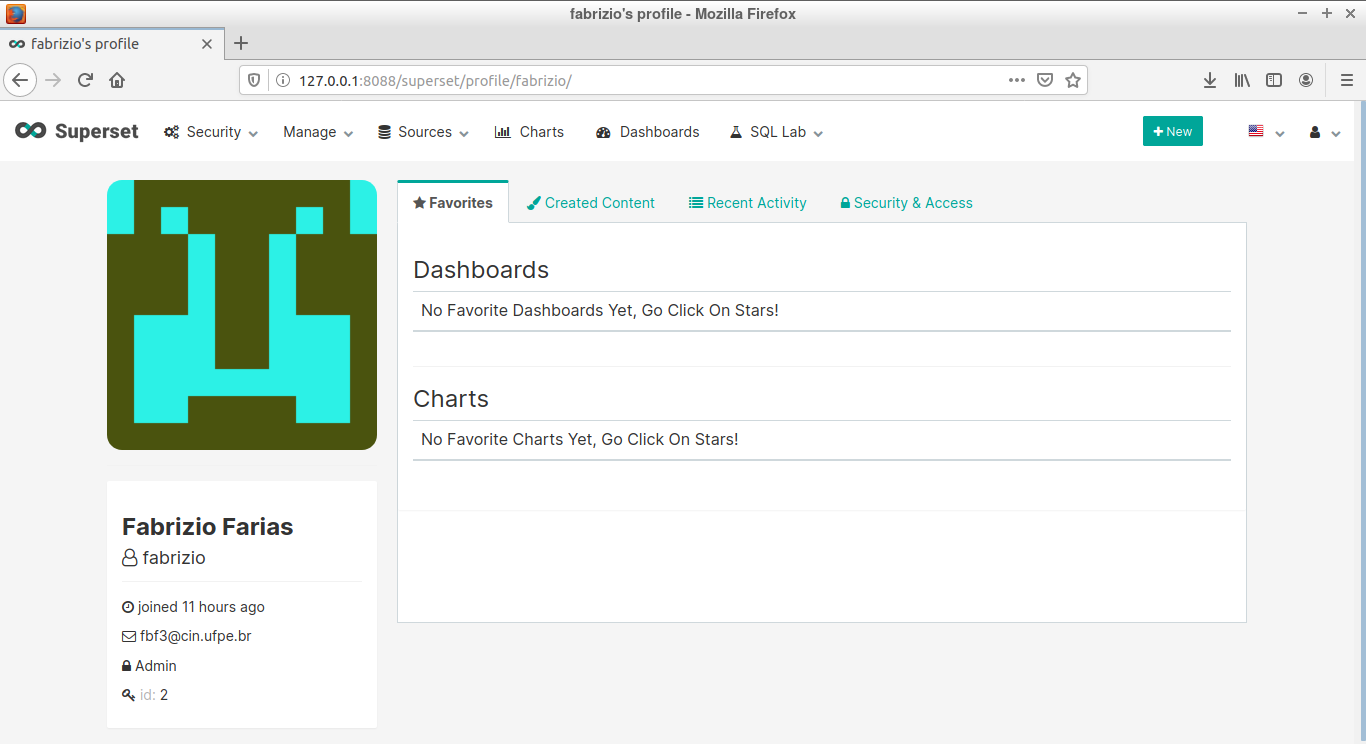 fabrizio's profile - Mozilla Firefox
fabrizio's profile
127.0.0.1:8088/superset/profile/fabrizio/
Superset Security Manage Sources Charts Dashboards SQL Lab New
Favorites Created Content Recent Activity Security & Access
Dashboards
No Favorite Dashboards Yet, Go Click On Stars!
Charts
No Favorite Charts Yet, Go Click On Stars!
Fabrizio Farias
fabrizio
joined 11 hours ago
fbf3@cin.ufpe.br
Admin
id: 2